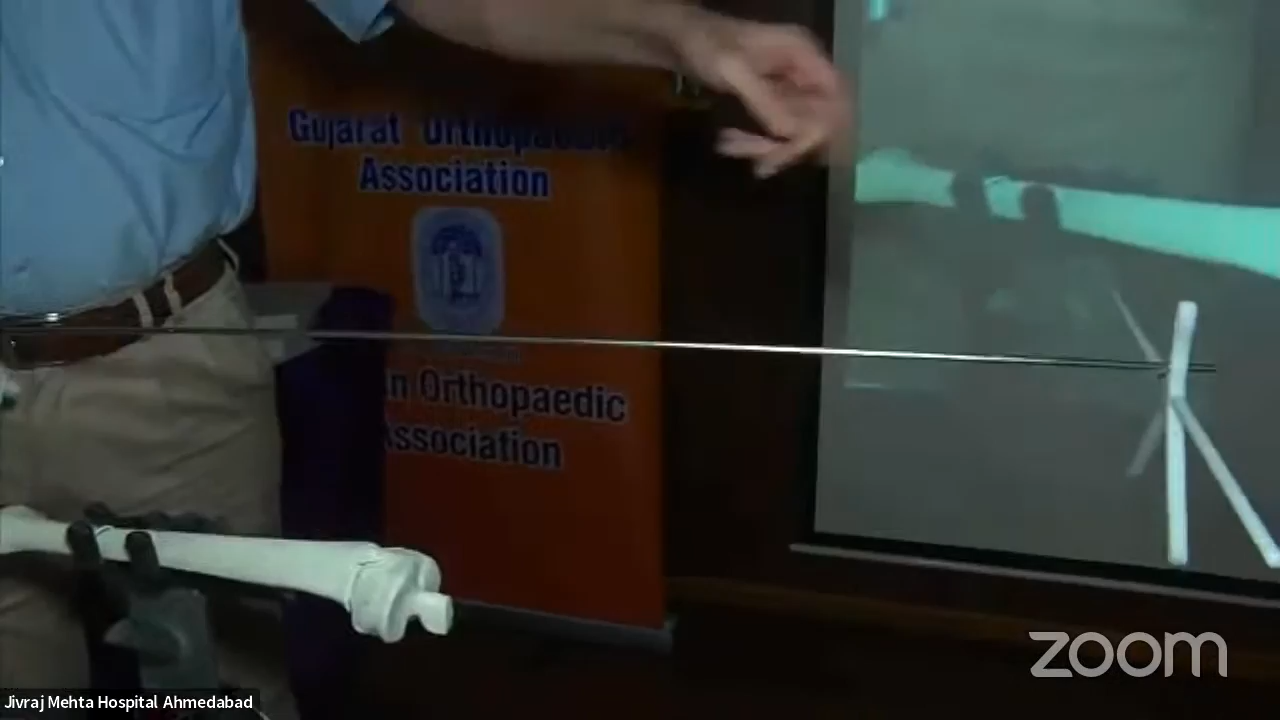 Gujarat Orthopaedic
Association
n Orthopaedic
Association
zoom
Jivraj Mehta Hospital Ahmedabad